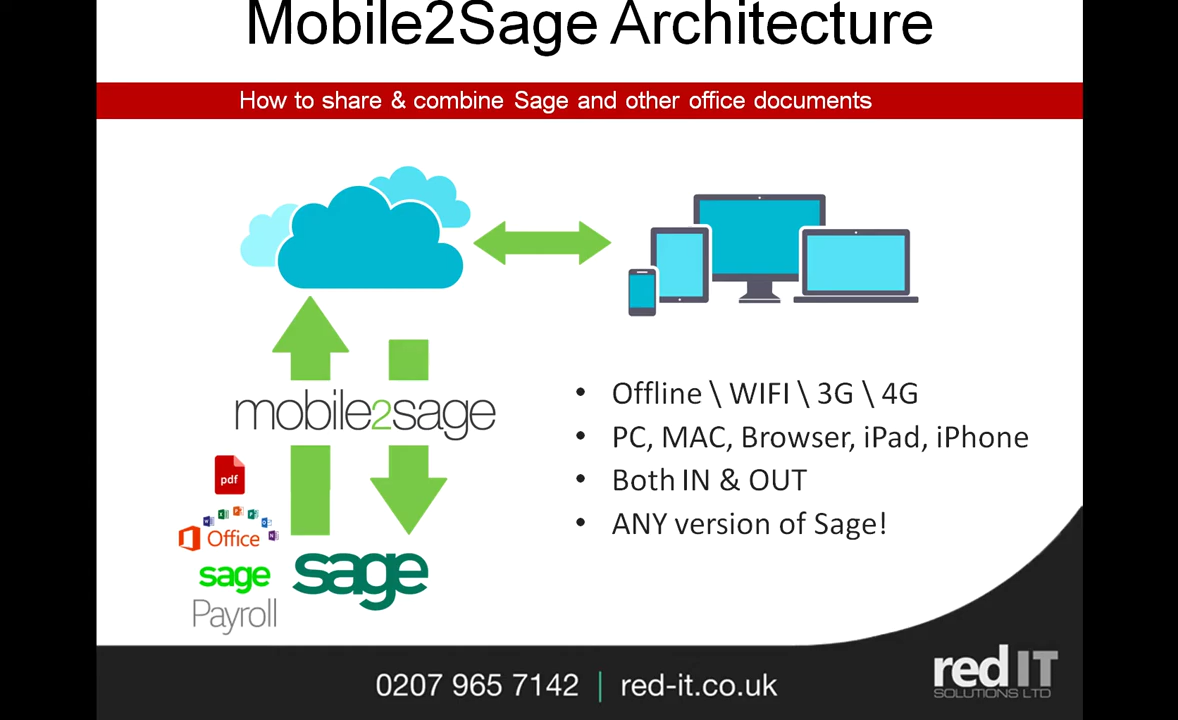 Mobile2Sage Architecture
How to share & combine Sage and other office documents
mobile2sage
• Offline \ WIFI \ 3G \ 4G
• PC, MAC, Browser, iPad, iPhone
• Both IN & OUT
• ANY version of Sage!
pdf
Office
sage
Payroll
sage
0207 965 7142 | red-it.co.uk
red IT
SOLUTIONS LTD